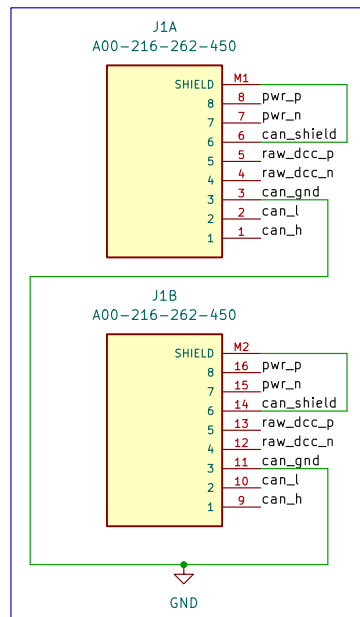 J1A
A00-216-262-450
SHIELD M1
8 8 pwr_p
7 7 pwr_n
6 6 can_shield
5 5 raw_dcc_p
4 4 raw_dcc_n
3 3 can_gnd
2 2 can_l
1 1 can_h
J1B
A00-216-262-450
SHIELD M2
8 16 pwr_p
7 15 pwr_n
6 14 can_shield
5 13 raw_dcc_p
4 12 raw_dcc_n
3 11 can_gnd
2 10 can_l
1 9 can_h
GND